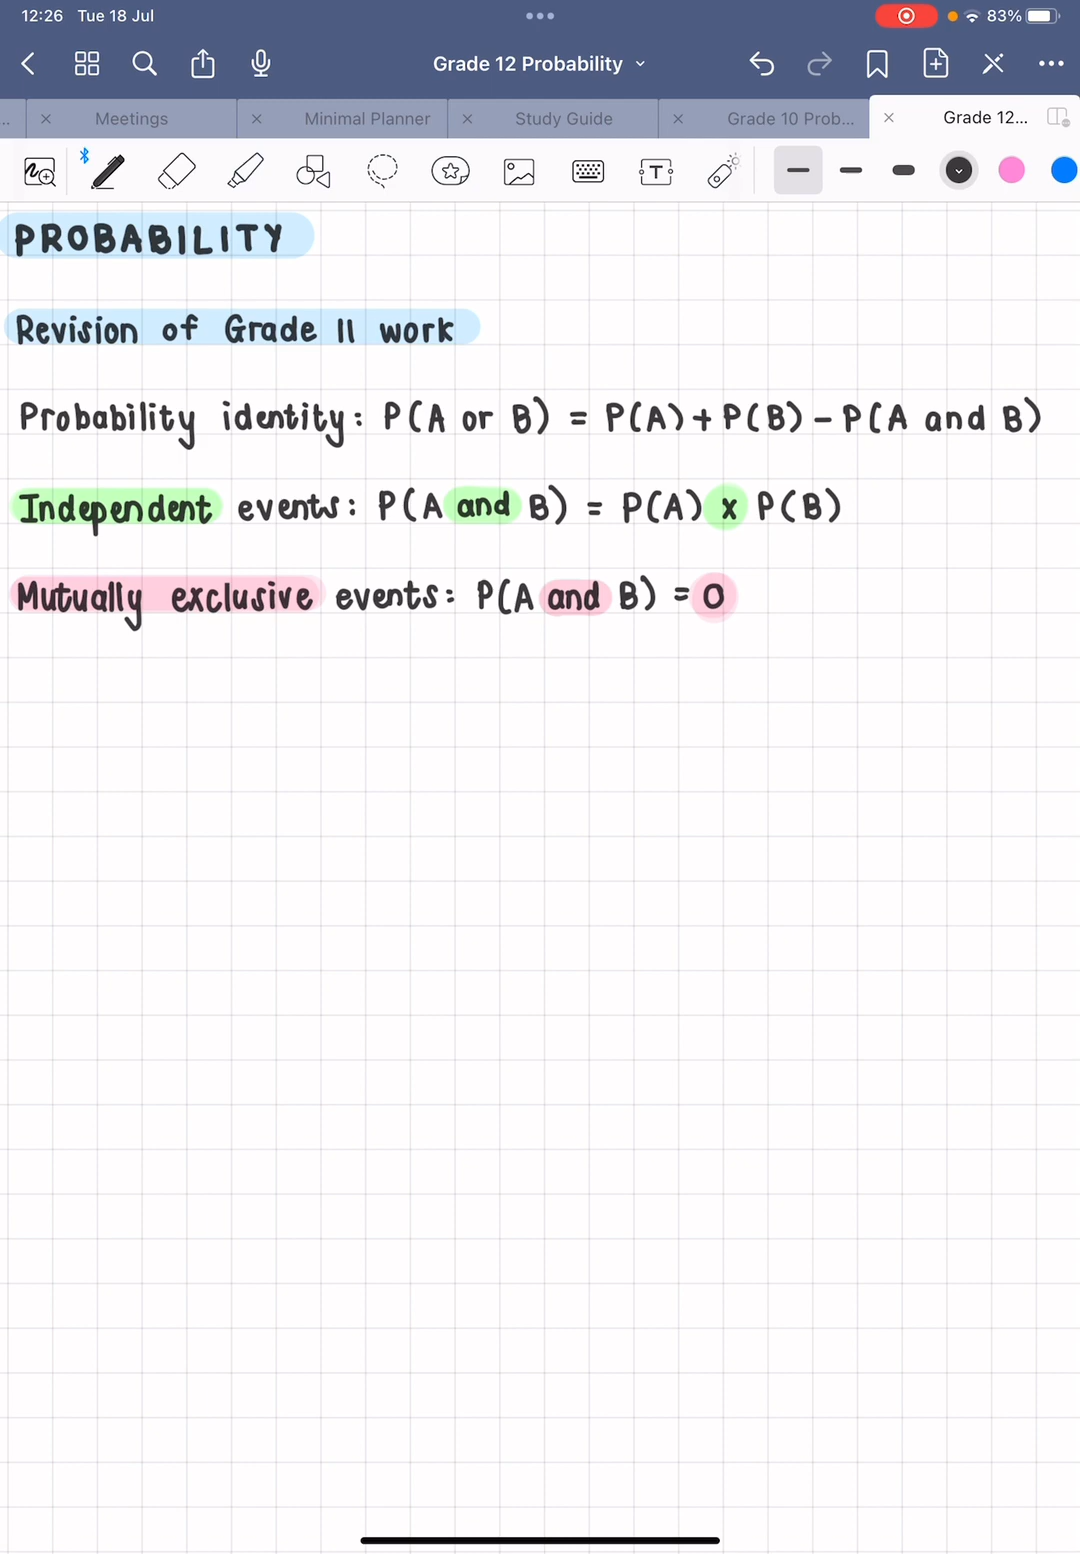 12:26 Tue 18 Jul
83%
Grade 12 Probability
Meetings
Minimal Planner
Study Guide
Grade 10 Prob...
Grade 12...
PROBABILITY
Revision of Grade 11 work
Probability identity: P(A or B) = P(A) + P(B) - P(A and B)
Independent events: P(A and B) = P(A) x P(B)
Mutually exclusive events: P(A and B) = 0